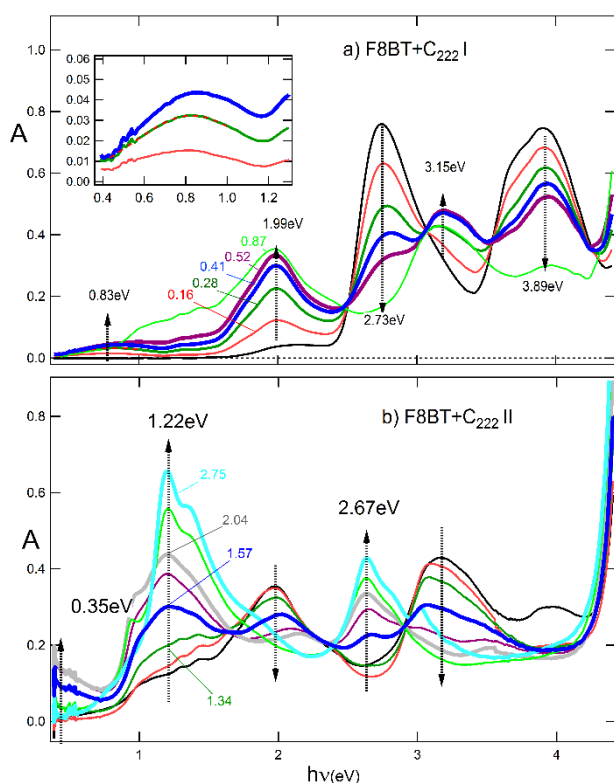 a) F8BT+C₂₂₂ I
A
1.0
0.8
0.6
0.4
0.2
0.0
0.06
0.05
0.04
0.03
0.02
0.01
0.00
0.4 0.6 0.8 1.0 1.2
0.83eV
1.99eV
0.87
0.52
0.41
0.28
0.16
2.73eV
3.15eV
3.89eV
b) F8BT+C₂₂₂ II
A
0.8
0.6
0.4
0.2
0.0
0.35eV
1.22eV
2.75
2.04
1.57
1.34
2.67eV
1 2 3 4
hν(eV)